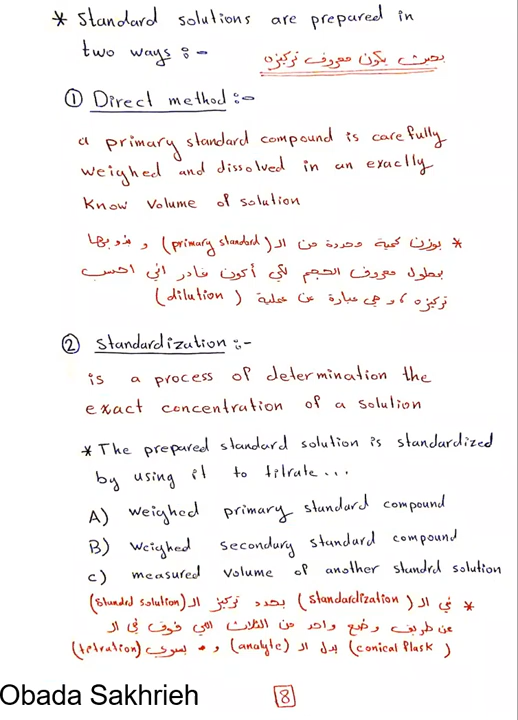 * Standard solutions are prepared in
two ways :-
بحيث يكون معروف تركيزه
① Direct method :-
a primary standard compound is carefully
weighed and dissolved in an exaclly
Know volume of solution
* بوزن كمية محددة من الـ (primary standard) و بذوبها
بمحلول معروف الحجم لكي أكون قادر اني احسب
تركيزه ، و هي عبارة عن عملية (dilution)
② Standardization :-
is a process of determination the
exact concentration of a solution
* The prepared standard solution is standardized
by using it to titrate ...
A) weighed primary standard compound
B) weighed secondary standard compound
c) measured volume of another standrd solution
* في الـ (Standardization) بحدد تركيز الـ (Standrd solution)
عن طريق وضع واحد من الثلاث اللي فوق في الـ
(conical flask) بدل الـ (analyte) و بسوي (tetration)
Obada Sakhrieh
8